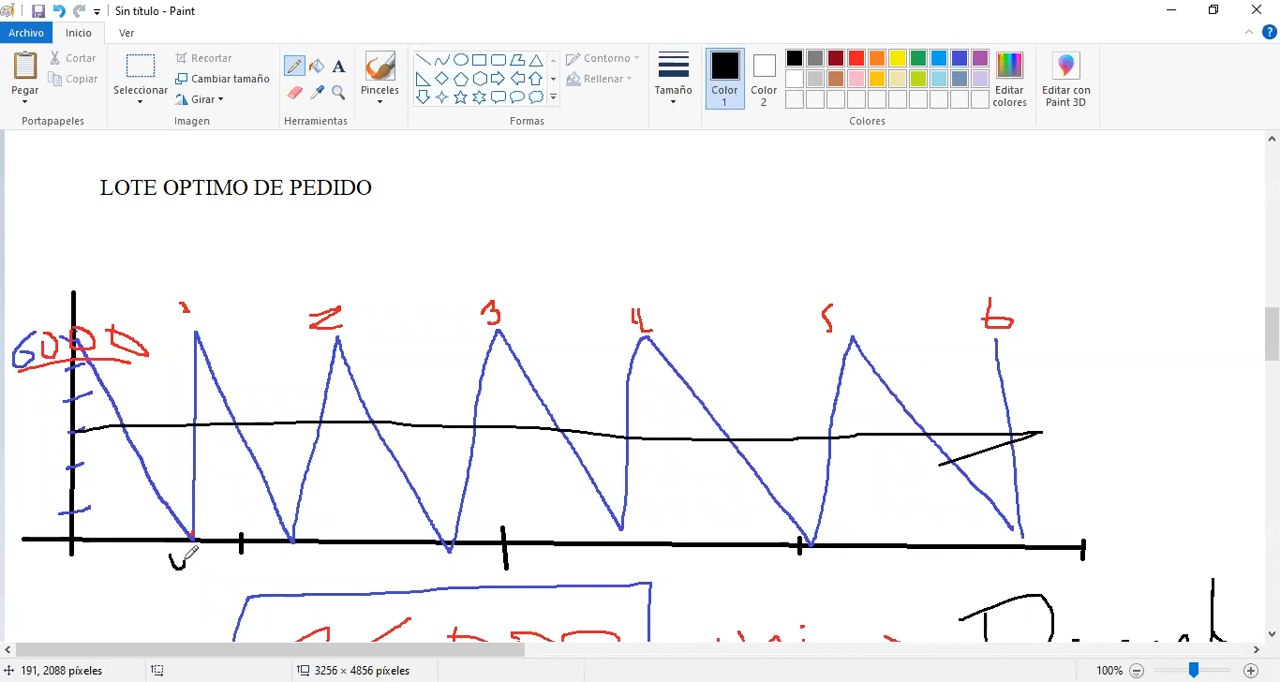 Sin título - Paint
Archivo Inicio Ver
Pegar
Cortar
Copiar
Portapapeles
Seleccionar
Recortar
Cambiar tamaño
Girar
Imagen
A
Herramientas
Pinceles
Contorno
Rellenar
Formas
Tamaño
Color 1
Color 2
Editar colores
Colores
Editar con Paint 3D
LOTE OPTIMO DE PEDIDO
1 2 3 4 5 6
6000
191, 2088 píxeles
3256 × 4856 píxeles
100%